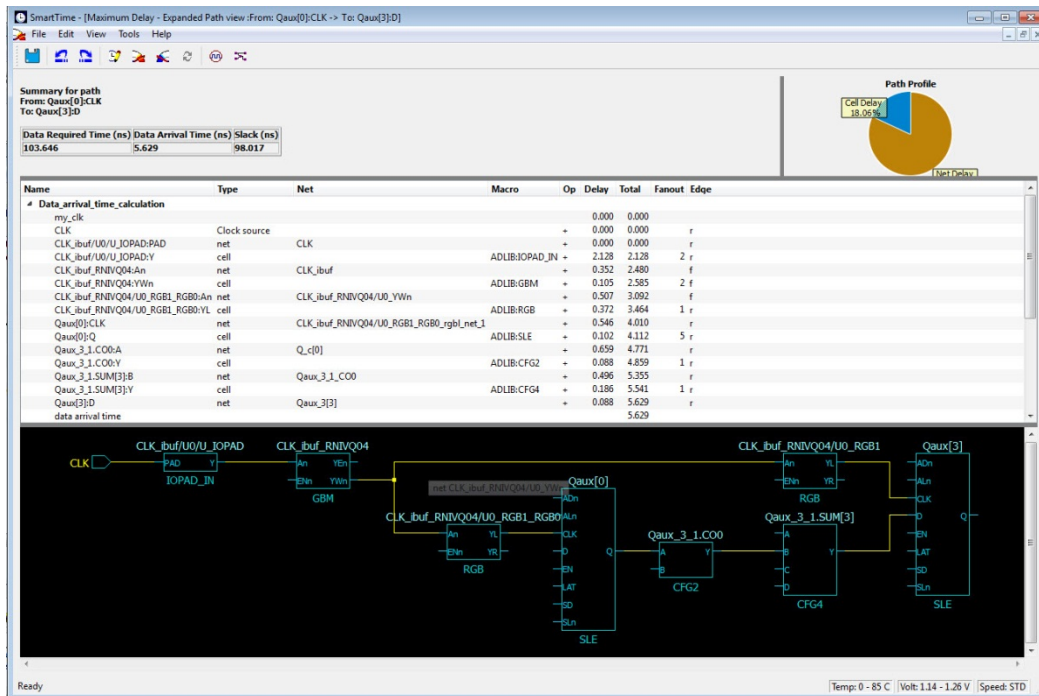 SmartTime - [Maximum Delay - Expanded Path view :From: Qaux[0]:CLK -> To: Qaux[3]:D]
File Edit View Tools Help
Summary for path
From: Qaux[0]:CLK
To: Qaux[3]:D
Data Required Time (ns) Data Arrival Time (ns) Slack (ns)
103.646 5.629 98.017
Path Profile
Cell Delay
18.06%
Net Delay
Name Type Net Macro Op Delay Total Fanout Edge
Data_arrival_time_calculation
my_clk 0.000 0.000
CLK Clock source + 0.000 0.000 r
CLK_ibuf/U0/U_IOPAD:PAD net CLK + 0.000 0.000 r
CLK_ibuf/U0/U_IOPAD:Y cell ADLIB:IOPAD_IN + 2.128 2.128 2 r
CLK_ibuf_RNIVQ04:An net CLK_ibuf + 0.352 2.480 f
CLK_ibuf_RNIVQ04:YWn cell ADLIB:GBM + 0.105 2.585 2 f
CLK_ibuf_RNIVQ04/U0_RGB1_RGB0:An net CLK_ibuf_RNIVQ04/U0_YWn + 0.507 3.092 f
CLK_ibuf_RNIVQ04/U0_RGB1_RGB0:YL cell ADLIB:RGB + 0.372 3.464 1 r
Qaux[0]:CLK net CLK_ibuf_RNIVQ04/U0_RGB1_RGB0_rgbl_net_1 + 0.546 4.010 r
Qaux[0]:Q cell ADLIB:SLE + 0.102 4.112 5 r
Qaux_3_1.CO0:A net Q_c[0] + 0.659 4.771 r
Qaux_3_1.CO0:Y cell ADLIB:CFG2 + 0.088 4.859 1 r
Qaux_3_1.SUM[3]:B net Qaux_3_1_CO0 + 0.496 5.355 r
Qaux_3_1.SUM[3]:Y cell ADLIB:CFG4 + 0.186 5.541 1 r
Qaux[3]:D net Qaux_3[3] + 0.088 5.629 r
data arrival time 5.629
CLK_ibuf/U0/U_IOPAD CLK_ibuf_RNIVQ04 CLK_ibuf_RNIVQ04/U0_RGB1 Qaux[3]
CLK PAD Y An YEn An YL ADn
ENn YWn ENn YR ALn
IOPAD_IN GBM RGB CLK
net CLK_ibuf_RNIVQ04/U0_YWn Qaux[0]
ADn
CLK_ibuf_RNIVQ04/U0_RGB1_RGB0 ALn Qaux_3_1.SUM[3] D Q
An YL CLK Qaux_3_1.CO0 A EN
ENn YR D Q A Y B Y LAT
RGB EN B C SD
LAT CFG2 D SLn
SD CFG4 SLE
SLn
SLE
Ready Temp: 0 - 85 C Volt: 1.14 - 1.26 V Speed: STD